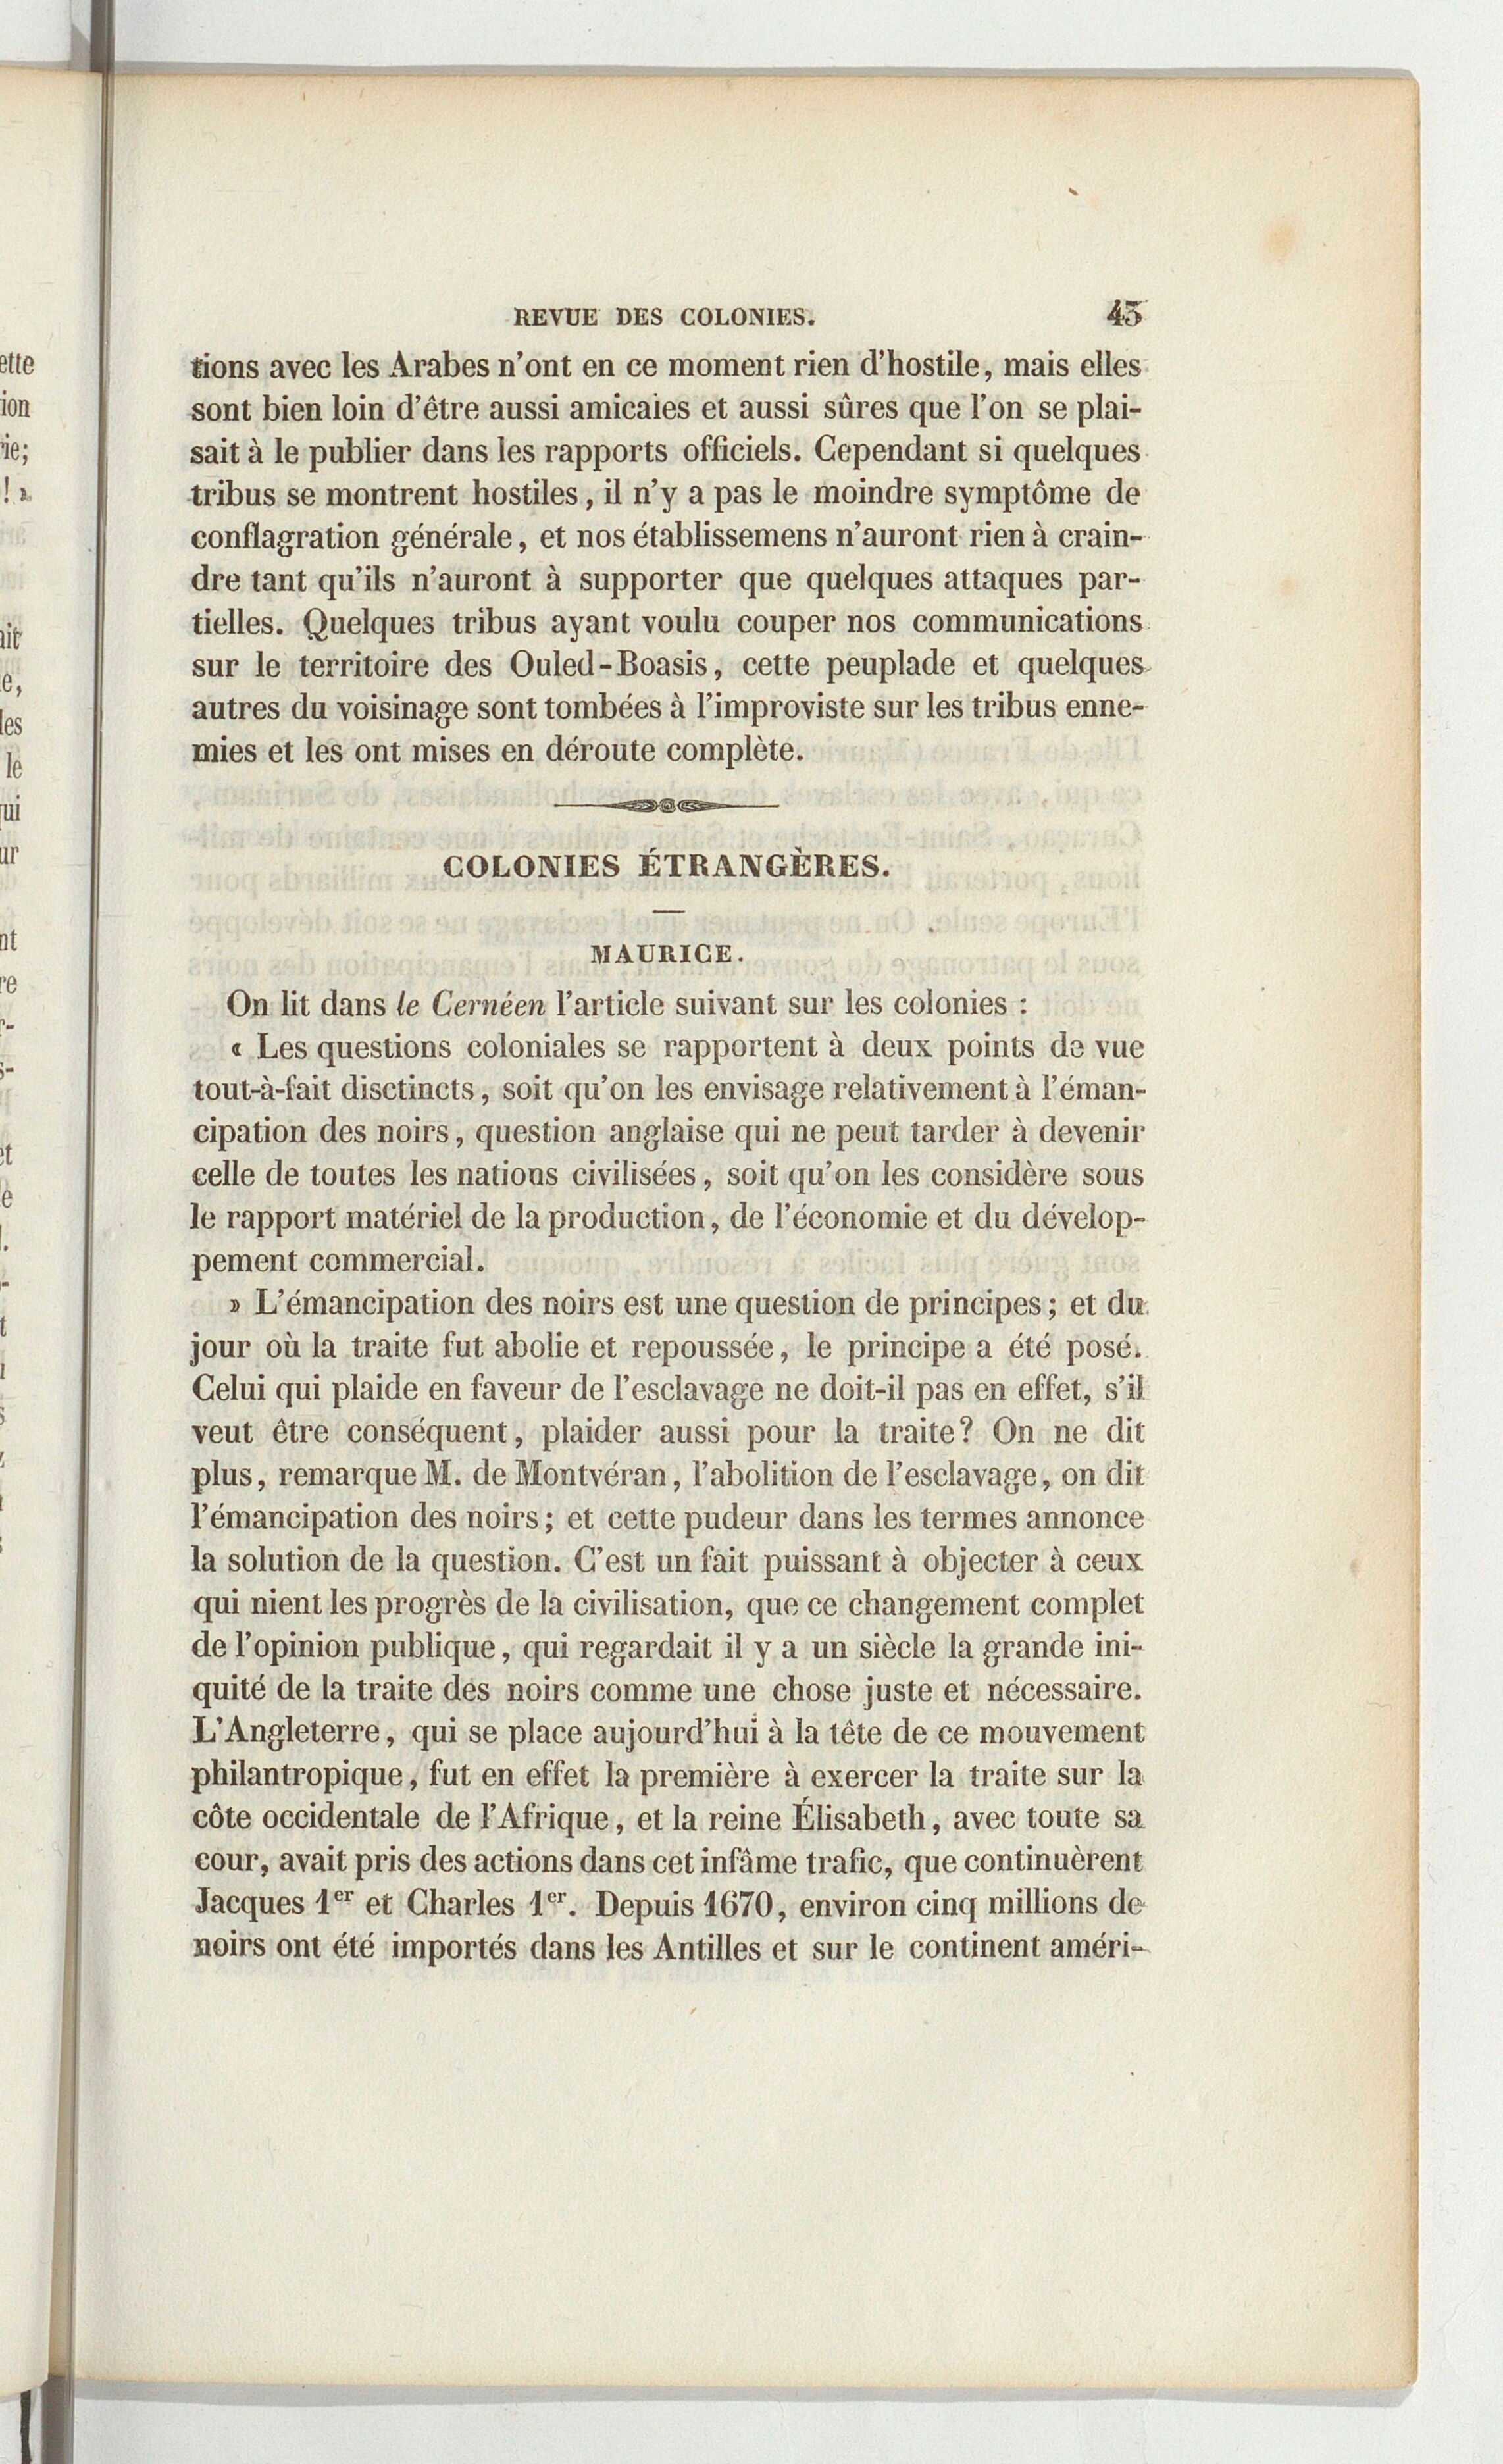 REVUE DES COLONIES. 43
tions avec les Arabes n'ont en ce moment rien d'hostile, mais elles
sont bien loin d'être aussi amicales et aussi sûres que l'on se plai-
sait à le publier dans les rapports officiels. Cependant si quelques
tribus se montrent hostiles, il n'y a pas le moindre symptôme de
conflagration générale, et nos établissemens n'auront rien à crain-
dre tant qu'ils n'auront à supporter que quelques attaques par-
tielles. Quelques tribus ayant voulu couper nos communications
sur le territoire des Ouled-Boasis, cette peuplade et quelques
autres du voisinage sont tombées à l'improviste sur les tribus enne-
mies et les ont mises en déroute complète.
COLONIES ÉTRANGÈRES.
MAURICE.
On lit dans le Cernéen l'article suivant sur les colonies :
« Les questions coloniales se rapportent à deux points de vue
tout-à-fait disctincts, soit qu'on les envisage relativement à l'éman-
cipation des noirs, question anglaise qui ne peut tarder à devenir
celle de toutes les nations civilisées, soit qu'on les considère sous
le rapport matériel de la production, de l'économie et du dévelop-
pement commercial.
» L'émancipation des noirs est une question de principes; et du
jour où la traite fut abolie et repoussée, le principe a été posé.
Celui qui plaide en faveur de l'esclavage ne doit-il pas en effet, s'il
veut être conséquent, plaider aussi pour la traite? On ne dit
plus, remarque M. de Montvéran, l'abolition de l'esclavage, on dit
l'émancipation des noirs; et cette pudeur dans les termes annonce
la solution de la question. C'est un fait puissant à objecter à ceux
qui nient les progrès de la civilisation, que ce changement complet
de l'opinion publique, qui regardait il y a un siècle la grande ini-
quité de la traite des noirs comme une chose juste et nécessaire.
L'Angleterre, qui se place aujourd'hui à la tête de ce mouvement
philantropique, fut en effet la première à exercer la traite sur la
côte occidentale de l'Afrique, et la reine Élisabeth, avec toute sa
cour, avait pris des actions dans cet infâme trafic, que continuèrent
Jacques 1er et Charles 1er. Depuis 1670, environ cinq millions de
noirs ont été importés dans les Antilles et sur le continent améri-